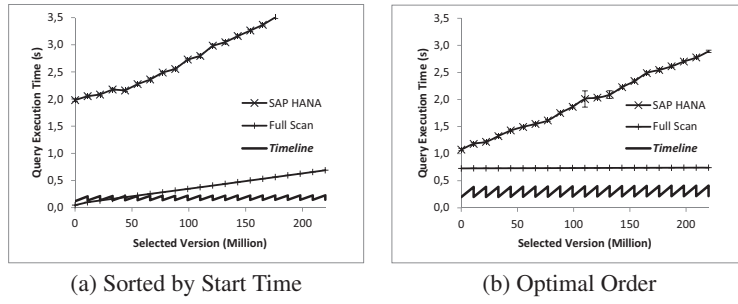 3,5
3,0
2,5
2,0
1,5
1,0
0,5
0,0
Query Execution Time (s)
SAP HANA
Full Scan
Timeline
0 50 100 150 200
Selected Version (Million)
(a) Sorted by Start Time
3,5
3,0
2,5
2,0
1,5
1,0
0,5
0,0
Query Execution Time (s)
SAP HANA
Full Scan
Timeline
0 50 100 150 200
Selected Version (Million)
(b) Optimal Order